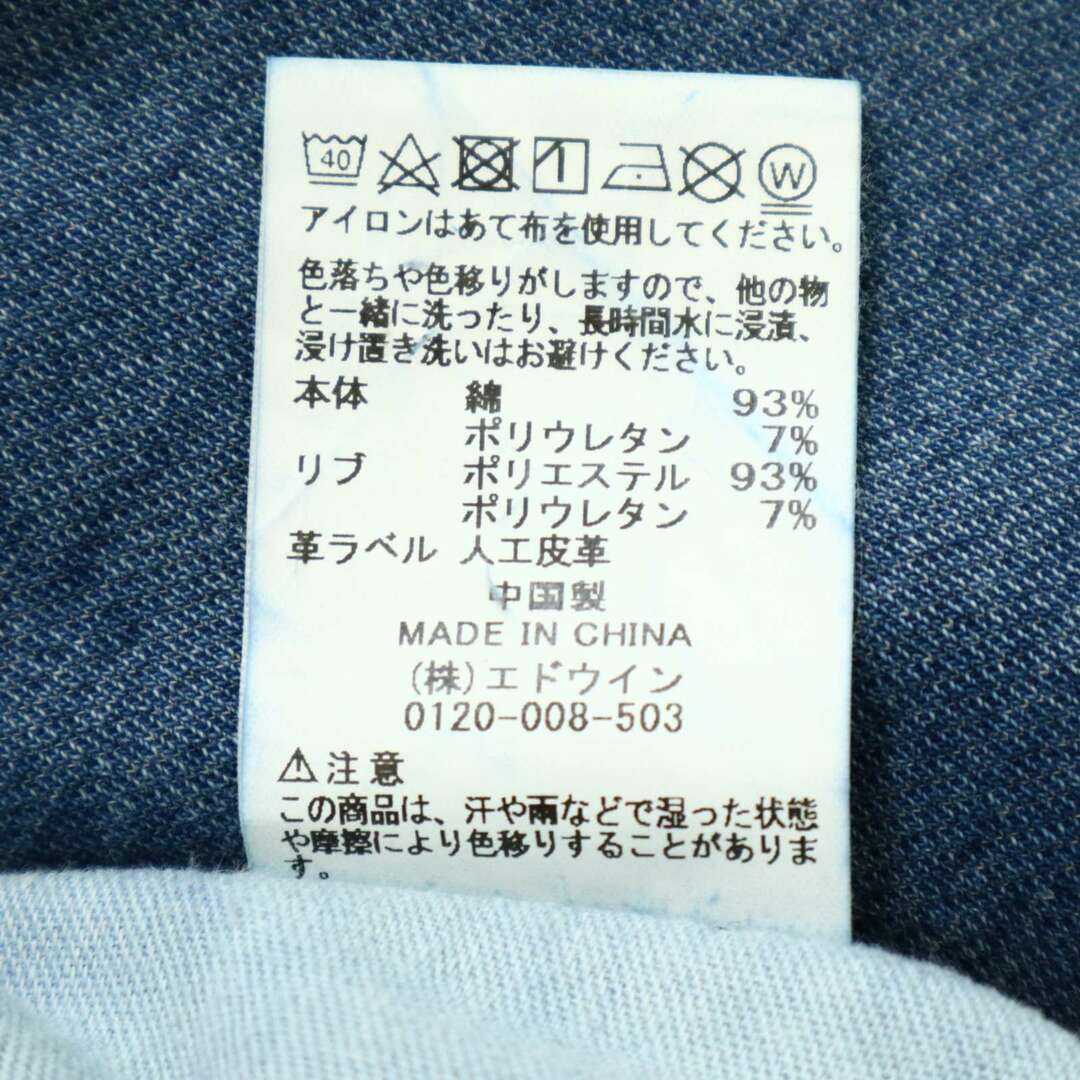 40 1 W
アイロンはあて布を使用してください。
色落ちや色移りがしますので、他の物
と一緒に洗ったり、長時間水に浸漬、
浸け置き洗いはお避けください。
本体 綿 93%
ポリウレタン 7%
リブ ポリエステル 93%
ポリウレタン 7%
革ラベル 人工皮革
中国製
MADE IN CHINA
(株)エドウイン
0120-008-503
⚠注意
この商品は、汗や雨などで湿った状態
や摩擦により色移りすることがありま
す。